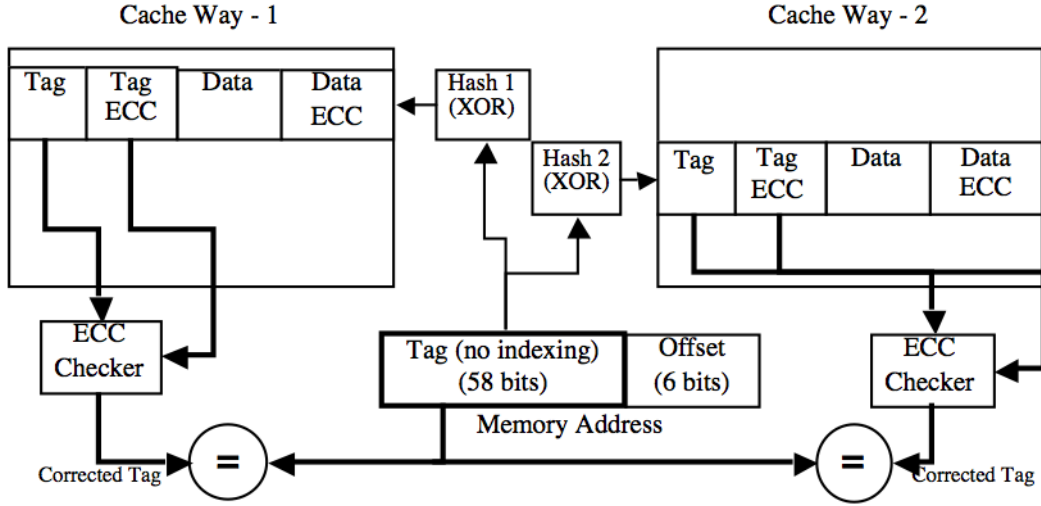 Cache Way - 1
Cache Way - 2
Tag
Tag
ECC
Data
Data
ECC
Hash 1
(XOR)
Hash 2
(XOR)
Tag
Tag
ECC
Data
Data
ECC
ECC
Checker
Tag (no indexing)
(58 bits)
Offset
(6 bits)
ECC
Checker
Memory Address
Corrected Tag
=
=
Corrected Tag